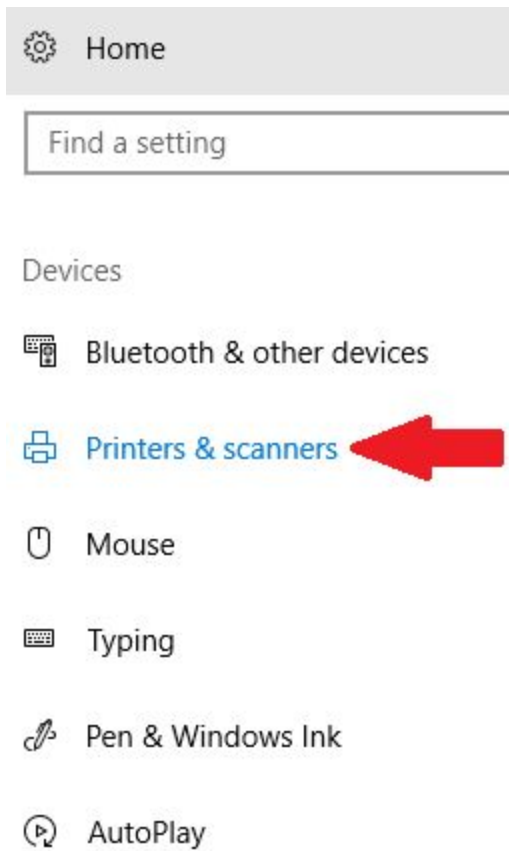 Home
Find a setting
Devices
Bluetooth & other devices
Printers & scanners
Mouse
Typing
Pen & Windows Ink
AutoPlay